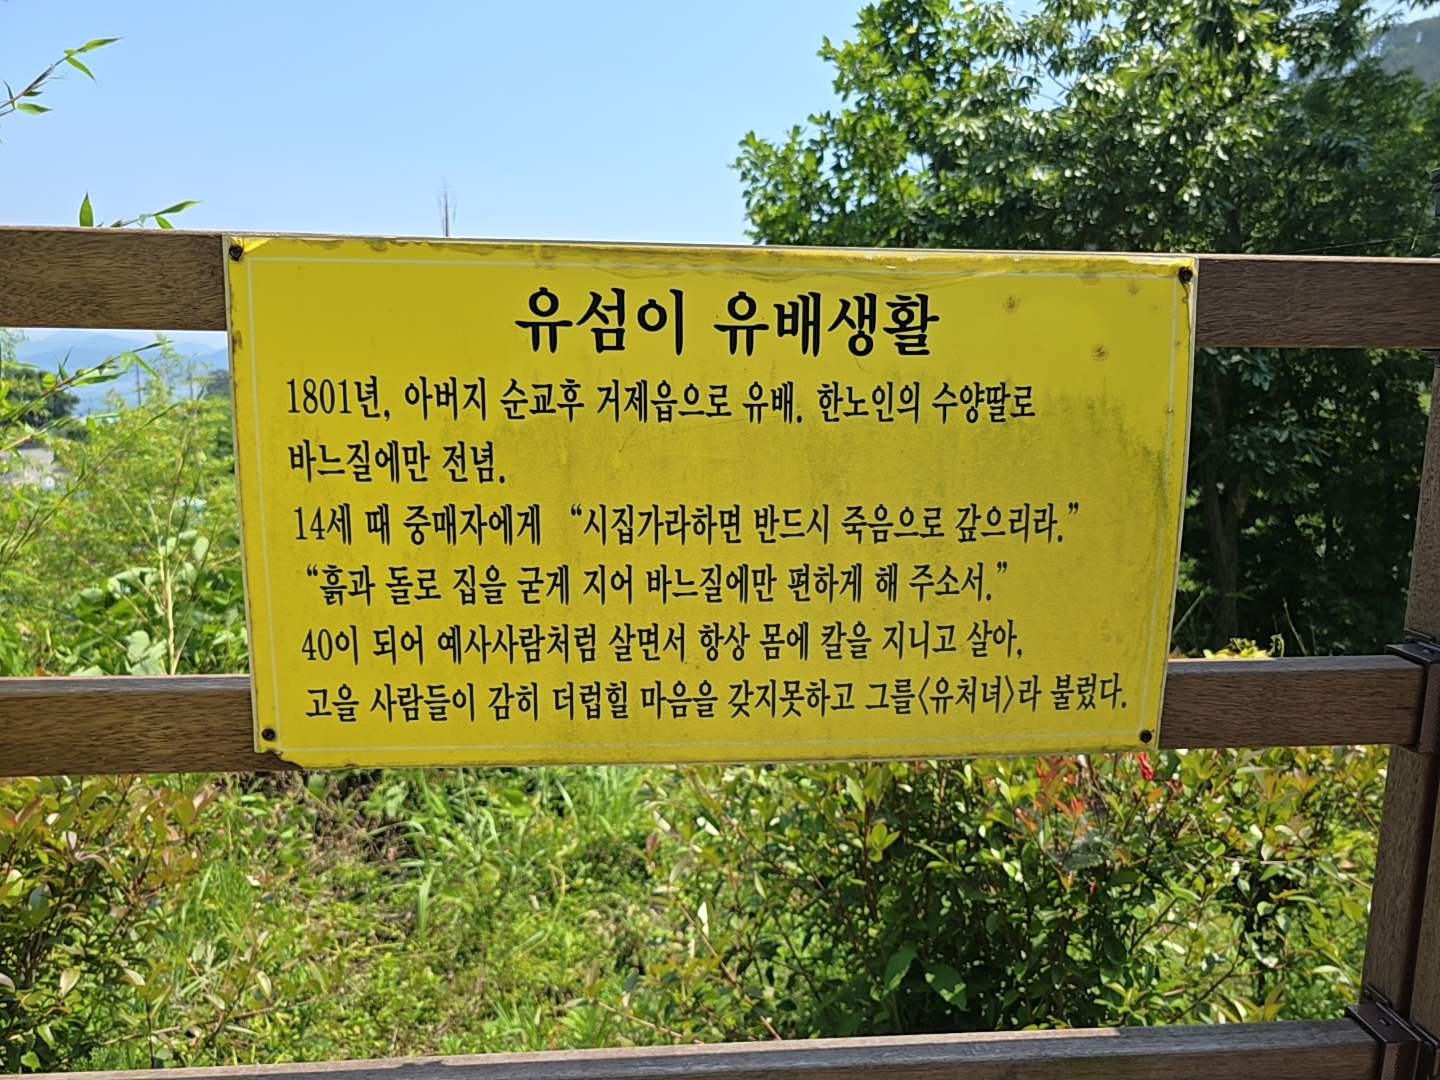 유섬이 유배생활
1801년, 아버지 순교후 거제읍으로 유배. 한노인의 수양딸로
바느질에만 전념.
14세 때 중매자에게 “시집가라하면 반드시 죽음으로 갚으리라.”
“흙과 돌로 집을 굳게 지어 바느질에만 편하게 해 주소서.”
40이 되어 예사사람처럼 살면서 항상 몸에 칼을 지니고 살아,
고을 사람들이 감히 더럽힐 마음을 갖지못하고 그를〈유처녀〉라 불렀다.